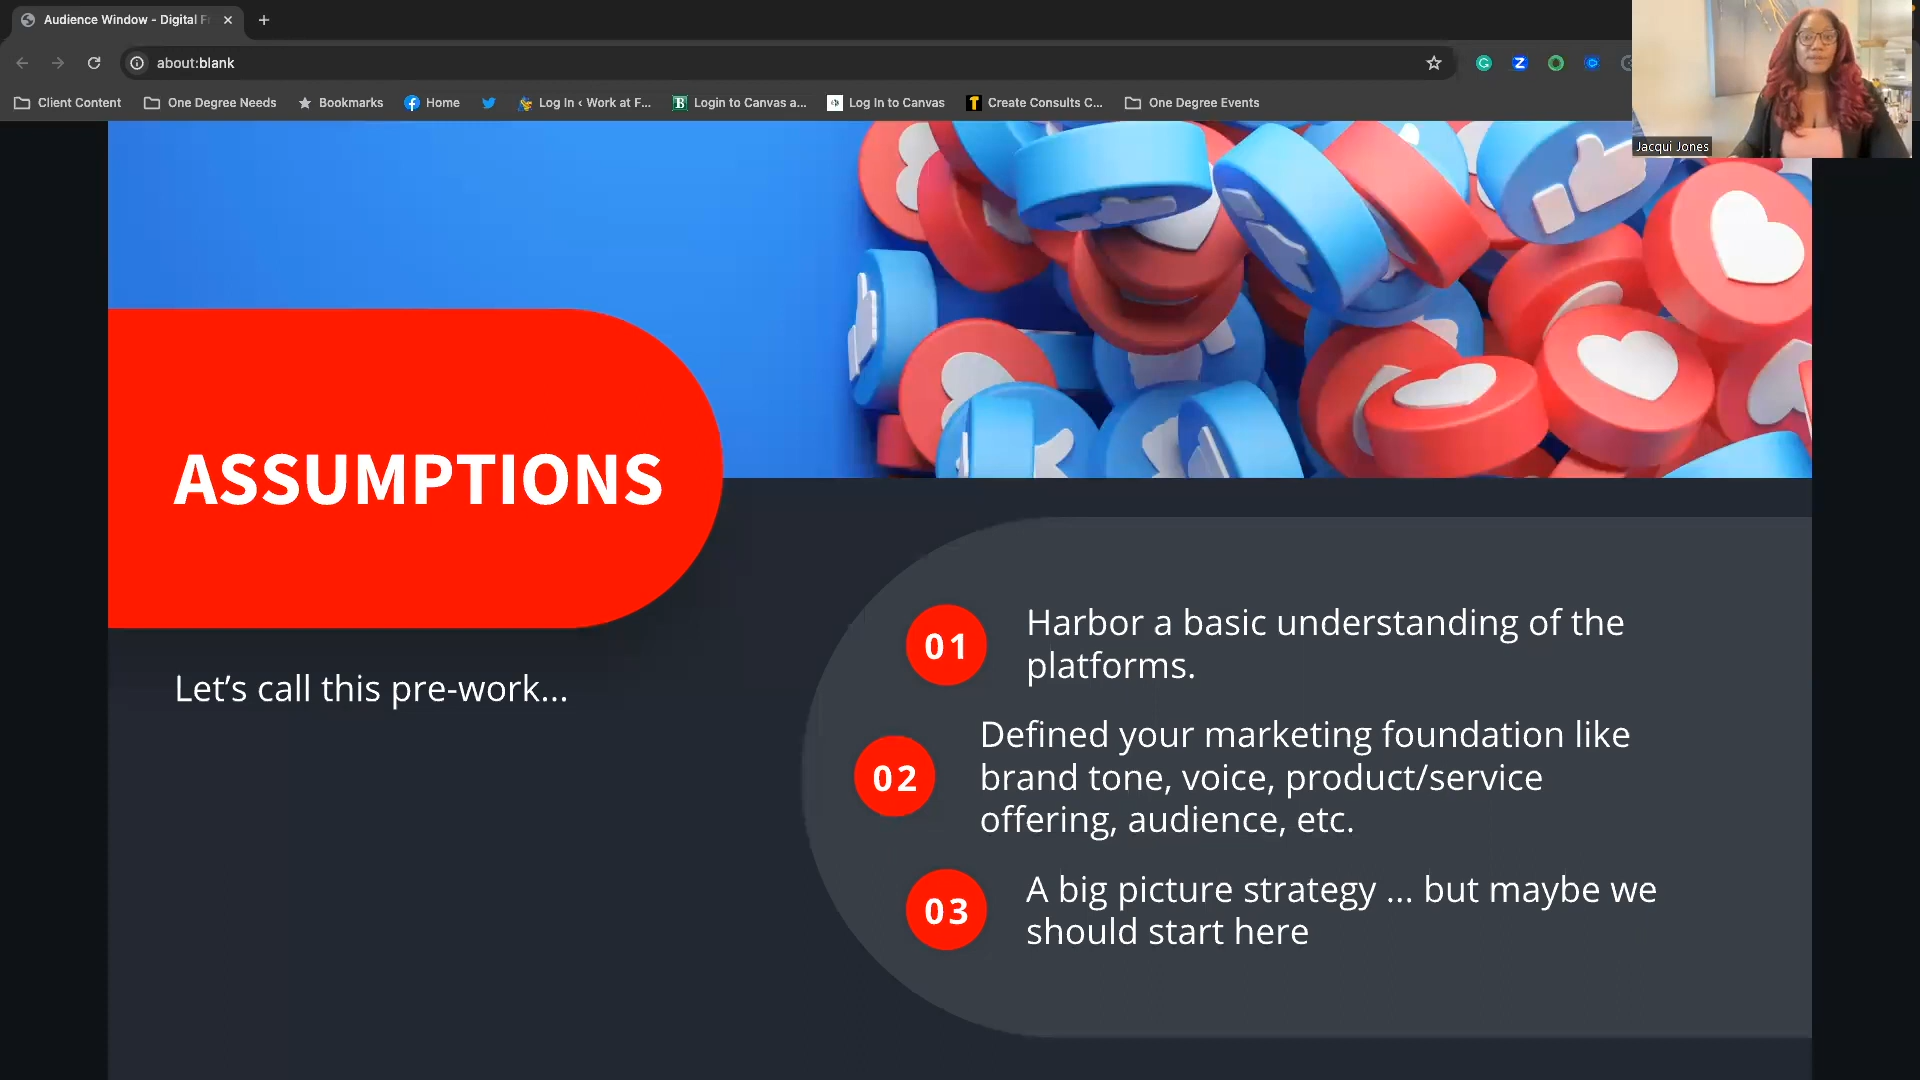 Audience Window - Digital Fr
about:blank
Client Content
One Degree Needs
Bookmarks
Home
Log In ‹ Work at F...
Login to Canvas a...
Log In to Canvas
Create Consults C...
One Degree Events
Jacqui Jones
ASSUMPTIONS
Let’s call this pre-work...
01
Harbor a basic understanding of the
platforms.
02
Defined your marketing foundation like
brand tone, voice, product/service
offering, audience, etc.
03
A big picture strategy ... but maybe we
should start here